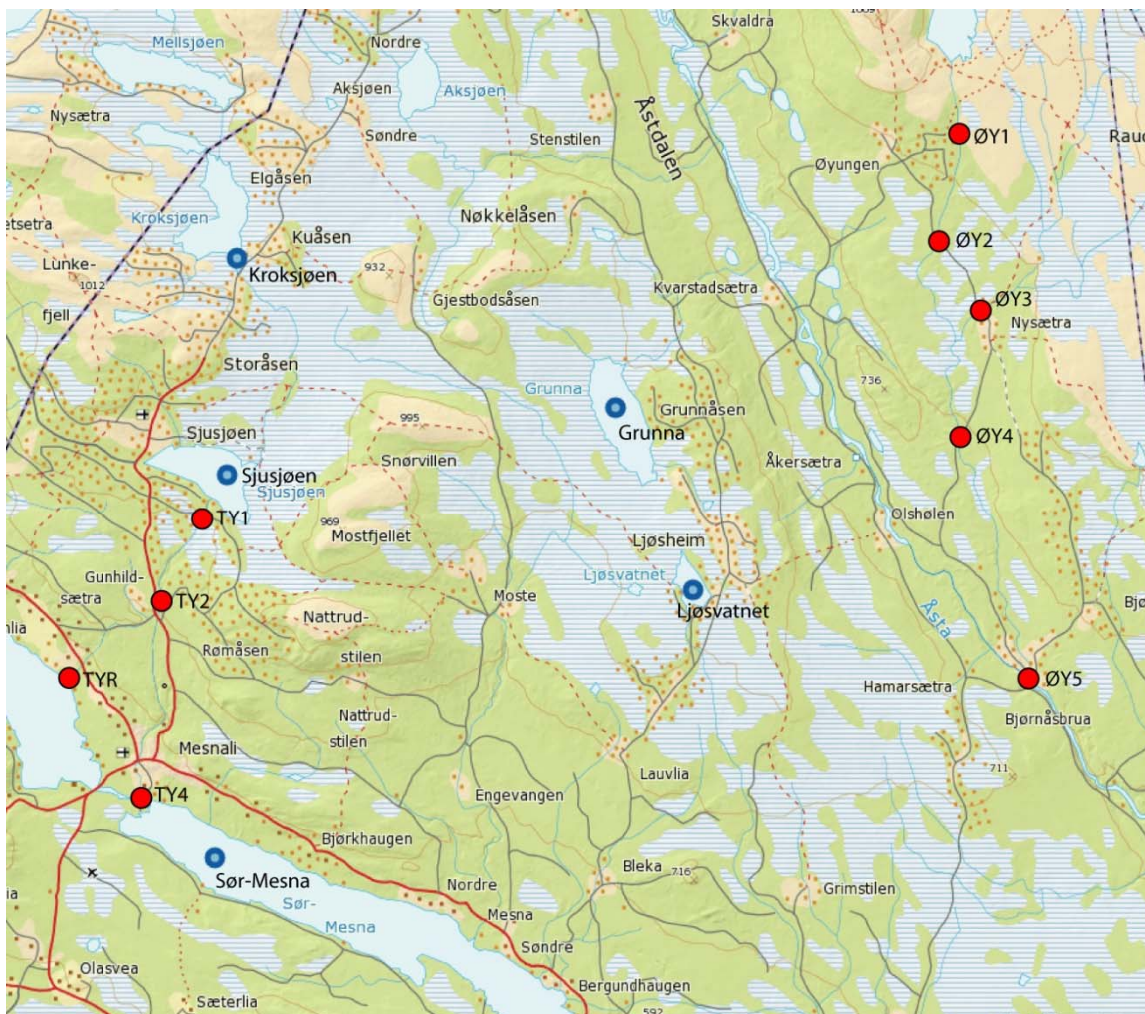 1009
Skvaldra
Nordre
Mellsjøen
Aksjøen
Aksjøen
Nysætra
Søndre
Stenstilen
Åstdalen
ØY1
Øyungen
Elgåsen
Kroksjøen
Nøkkelåsen
etsetra
Kuåsen
ØY2
Lunke-
1012
fjell
Kroksjøen
932
Kvarstadsætra
Gjestbodsåsen
ØY3
Nysætra
Storåsen
Grunna
736
995
Grunnåsen
Grunna
Sjusjøen
ØY4
Snørvillen
Åkersætra
Sjusjøen
Sjusjøen
TY1
969
Mostfjellet
Olshølen
Ljøsheim
Gunhild-
sætra
Ljøsvatnet
TY2
Moste
Ljøsvatnet
Nattrud-
stilen
Åsta
Rømåsen
TYR
Hamarsætra
ØY5
Nattrud-
stilen
Bjørnåsbrua
Mesnali
Lauvlia
711
TY4
Engevangen
Bjørkhaugen
Bleka
716
Sør-Mesna
Nordre
Grimstilen
Sør-
Mesna
Mesna
Søndre
Olasvea
Bergundhaugen
Sæterlia
592